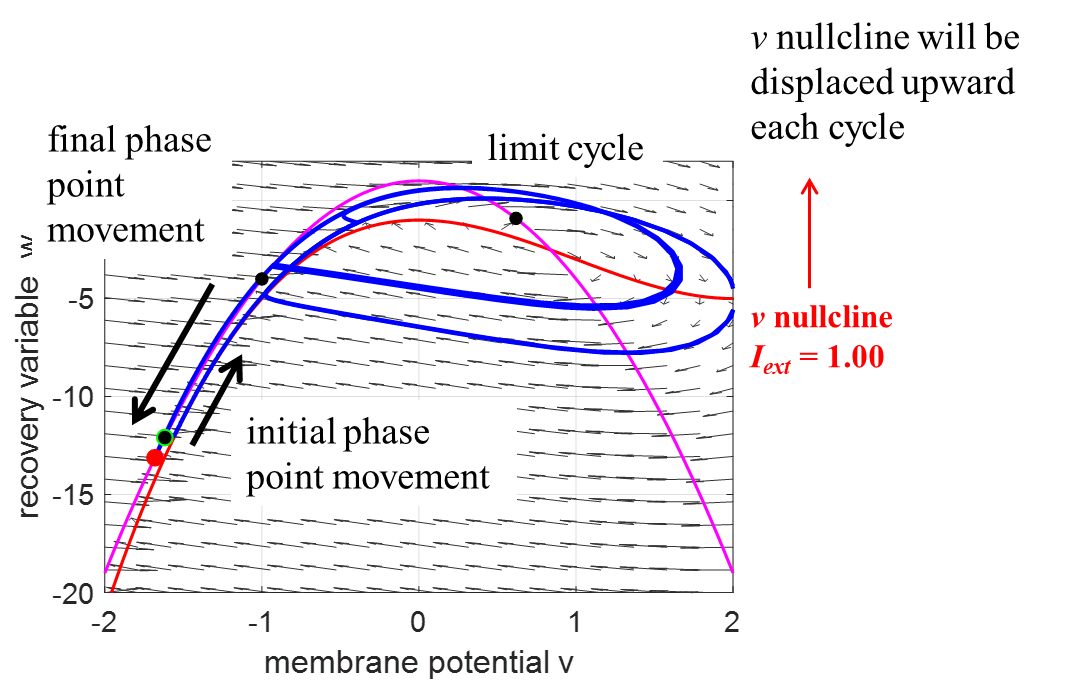 v nullcline will be
displaced upward
each cycle
final phase
point
movement
limit cycle
recovery variable w
-5
-10
-15
-20
v nullcline
I_ext = 1.00
initial phase
point movement
-2
-1
0
1
2
membrane potential v